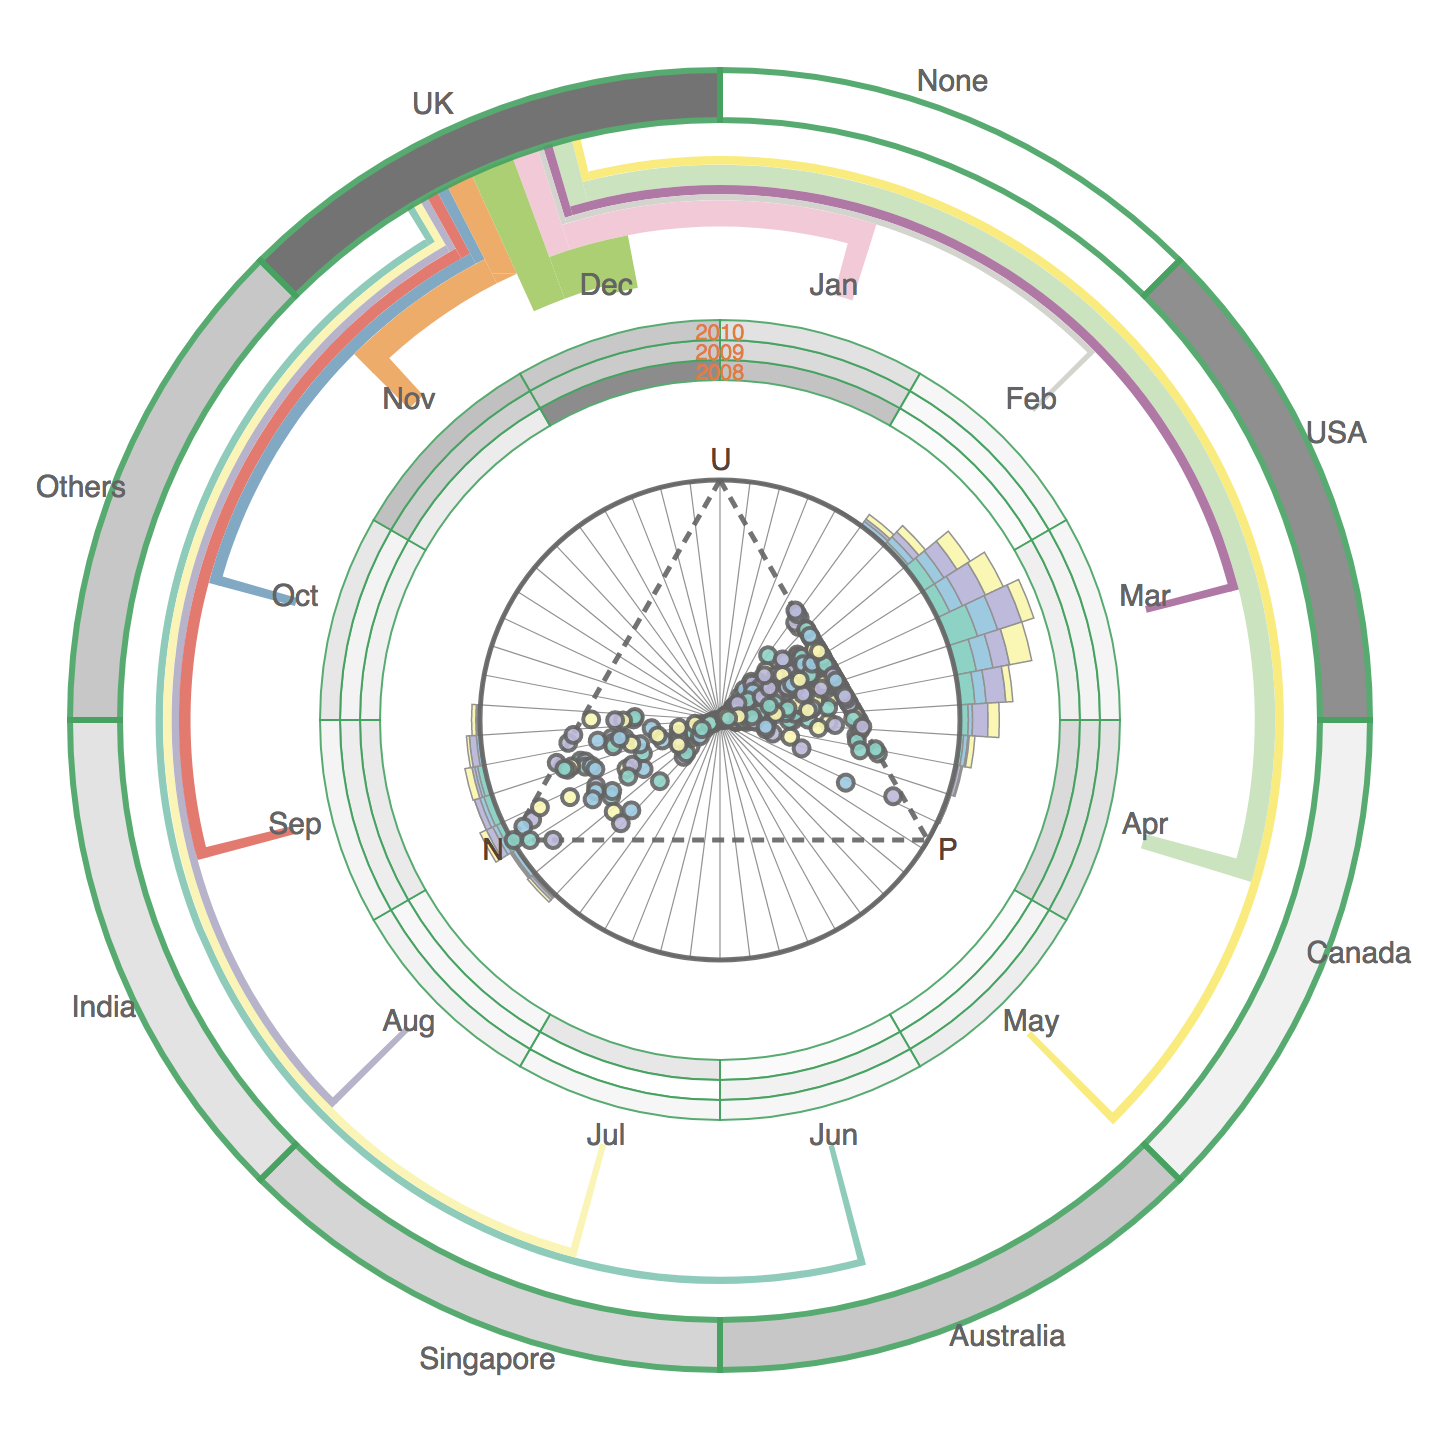 None
UK
Dec
Jan
2010
2009
2008
Nov
Feb
USA
U
Others
Oct
Mar
Sep
Apr
N
P
Canada
India
Aug
May
Jul
Jun
Australia
Singapore